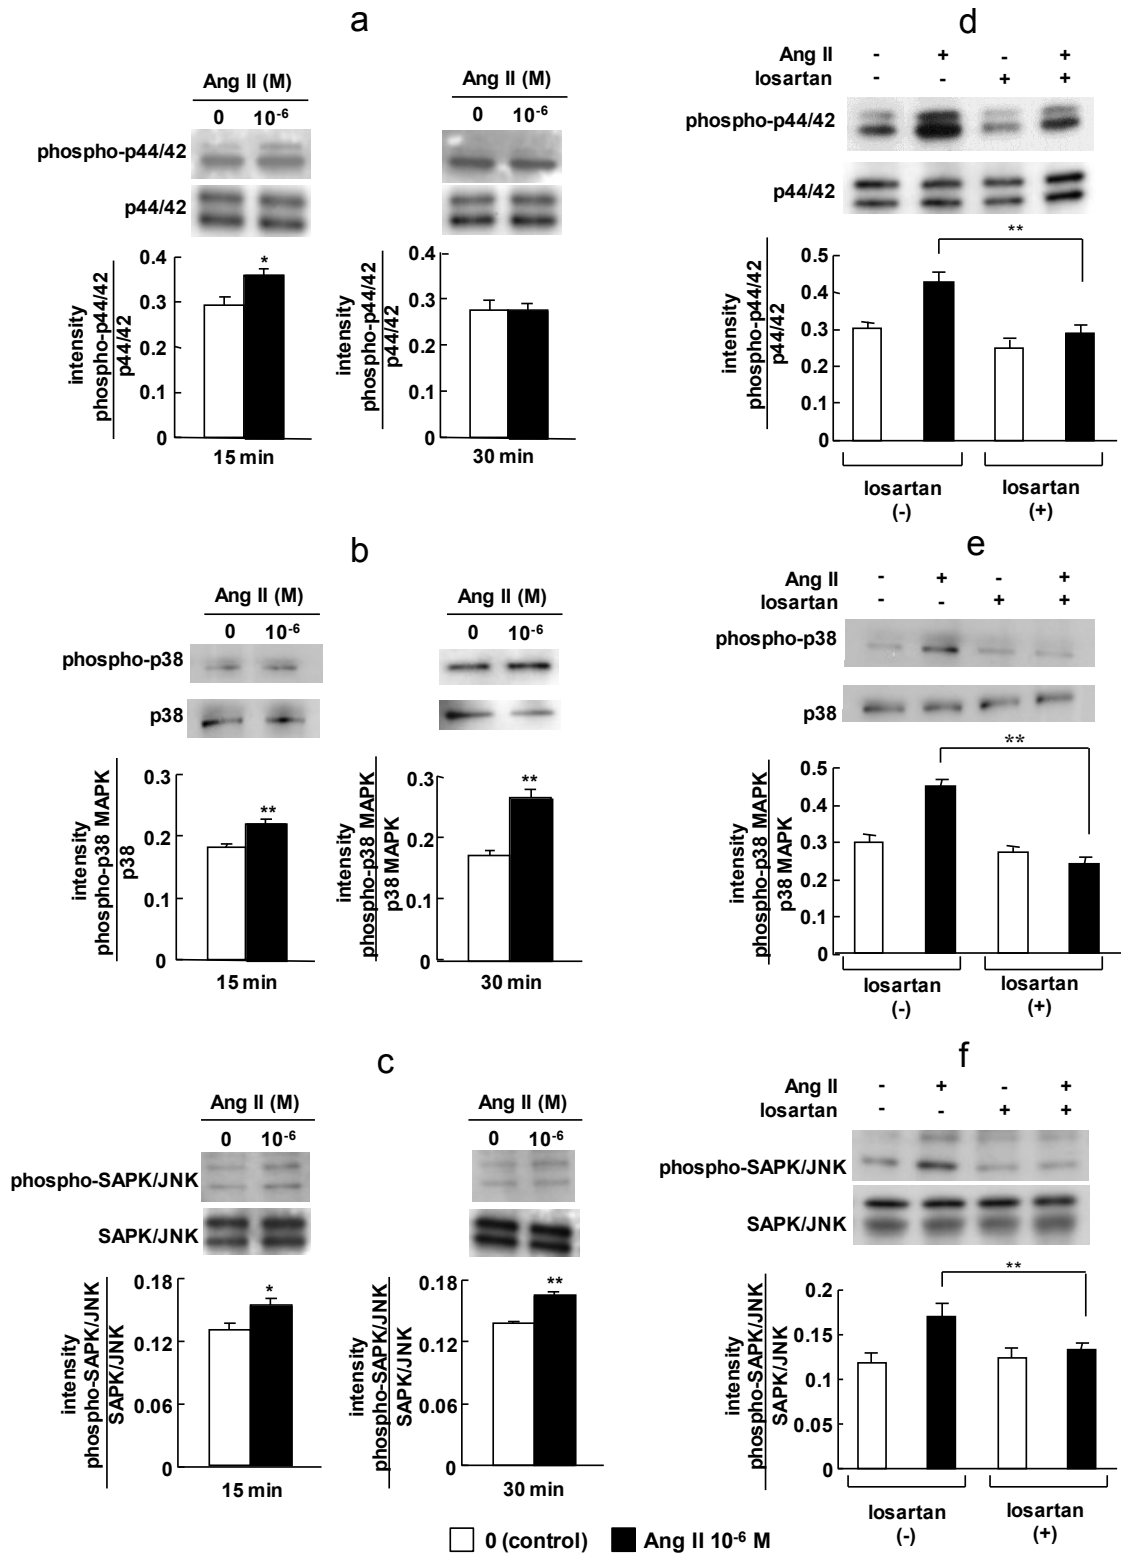 a
Ang II (M)
0 10-6
phospho-p44/42
p44/42
intensity
phospho-p44/42
p44/42
0.4
0.3
0.2
0.1
0
*
15 min
Ang II (M)
0 10-6
intensity
phospho-p44/42
p44/42
0.4
0.3
0.2
0.1
0
30 min
d
Ang II - + - +
losartan - - + +
phospho-p44/42
p44/42
intensity
phospho-p44/42
p44/42
0.5
0.4
0.3
0.2
0.1
0
**
losartan
(-)
losartan
(+)
b
Ang II (M)
0 10-6
phospho-p38
p38
intensity
phospho-p38 MAPK
p38
0.3
0.2
0.1
0
**
15 min
Ang II (M)
0 10-6
intensity
phospho-p38 MAPK
p38 MAPK
0.3
0.2
0.1
0
**
30 min
e
Ang II - + - +
losartan - - + +
phospho-p38
p38
intensity
phospho-p38 MAPK
p38 MAPK
0.5
0.4
0.3
0.2
0.1
0
**
losartan
(-)
losartan
(+)
c
Ang II (M)
0 10-6
phospho-SAPK/JNK
SAPK/JNK
intensity
phospho-SAPK/JNK
SAPK/JNK
0.18
0.12
0.06
0
*
15 min
Ang II (M)
0 10-6
intensity
phospho-SAPK/JNK
SAPK/JNK
0.18
0.12
0.06
0
**
30 min
f
Ang II - + - +
losartan - - + +
phospho-SAPK/JNK
SAPK/JNK
intensity
phospho-SAPK/JNK
SAPK/JNK
0.2
0.15
0.1
0.05
0
**
losartan
(-)
losartan
(+)
0 (control) Ang II 10-6 M